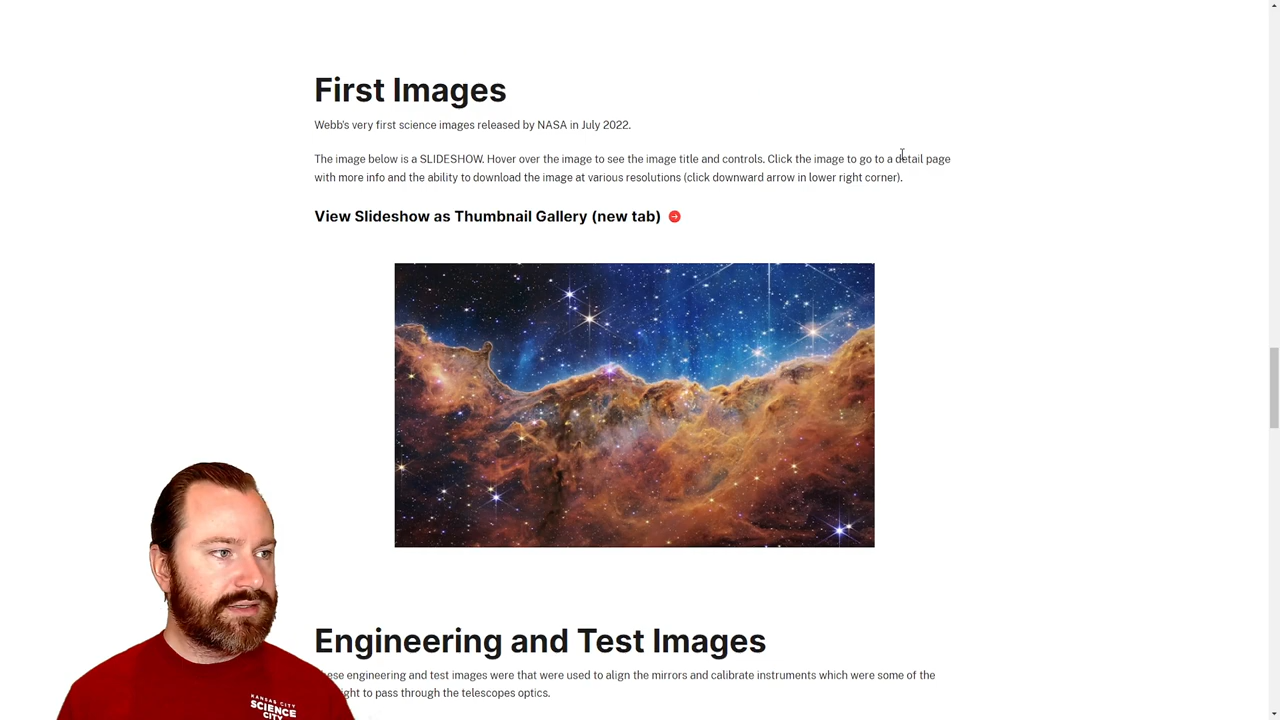 First Images
Webb's very first science images released by NASA in July 2022.
The image below is a SLIDESHOW. Hover over the image to see the image title and controls. Click the image to go to a detail page
with more info and the ability to download the image at various resolutions (click downward arrow in lower right corner).
View Slideshow as Thumbnail Gallery (new tab)
Engineering and Test Images
these engineering and test images were that were used to align the mirrors and calibrate instruments which were some of the
to pass through the telescopes optics.
KANSAS CITY
SCIENCE
CITY